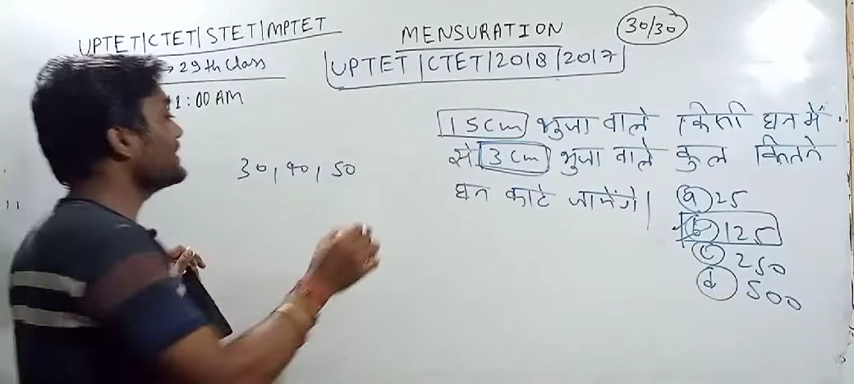 UPTET|CTET|STET|MPTET
MENSURATION
30/30
→ 29th Class
UPTET|CTET|2018|2017
1:00 AM
15cm भुजा वाले किसी घन में
से 3cm भुजा वाले कुल कितने
घन काटे जायेंगे|
(a) 25
(b) 125
(c) 250
(d) 500
30, 40, 50